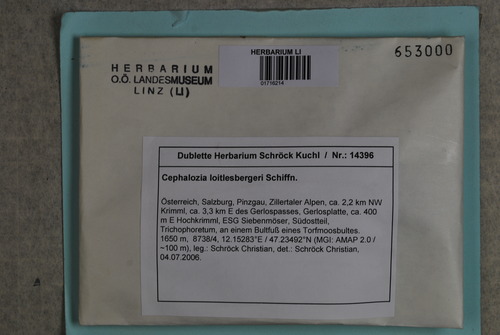 HERBARIUM
O.Ö. LANDESMUSEUM
LINZ (LI)
HERBARIUM LI
01716214
653000
Dublette Herbarium Schröck Kuchl / Nr.: 14396
Cephalozia loitlesbergeri Schiffn.
Österreich, Salzburg, Pinzgau, Zillertaler Alpen, ca. 2,2 km NW
Krimml, ca. 3,3 km E des Gerlospasses, Gerlosplatte, ca. 400
m E Hochkrimml, ESG Siebenmöser, Südostteil,
Trichophoretum, an einem Bultfuß eines Torfmoosbultes.
1650 m, 8738/4, 12.15283°E / 47.23492°N (MGI: AMAP 2.0 /
~100 m), leg.: Schröck Christian, det.: Schröck Christian,
04.07.2006.